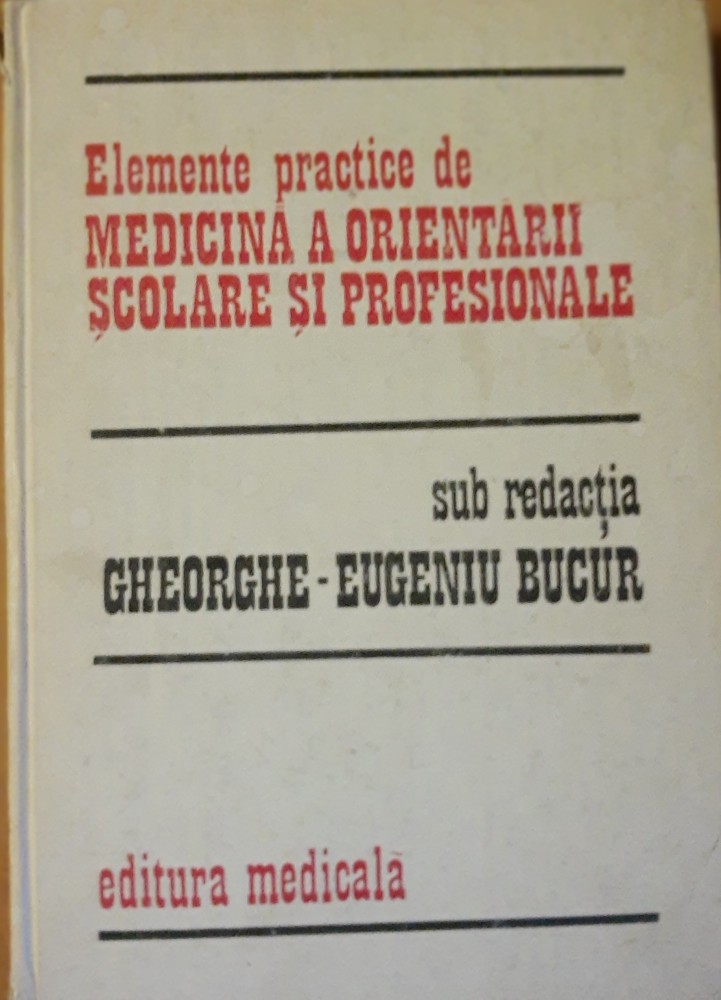 Elemente practice de
MEDICINĂ A ORIENTĂRII
ȘCOLARE ȘI PROFESIONALE
sub redacția
GHEORGHE-EUGENIU BUCUR
editura medicală